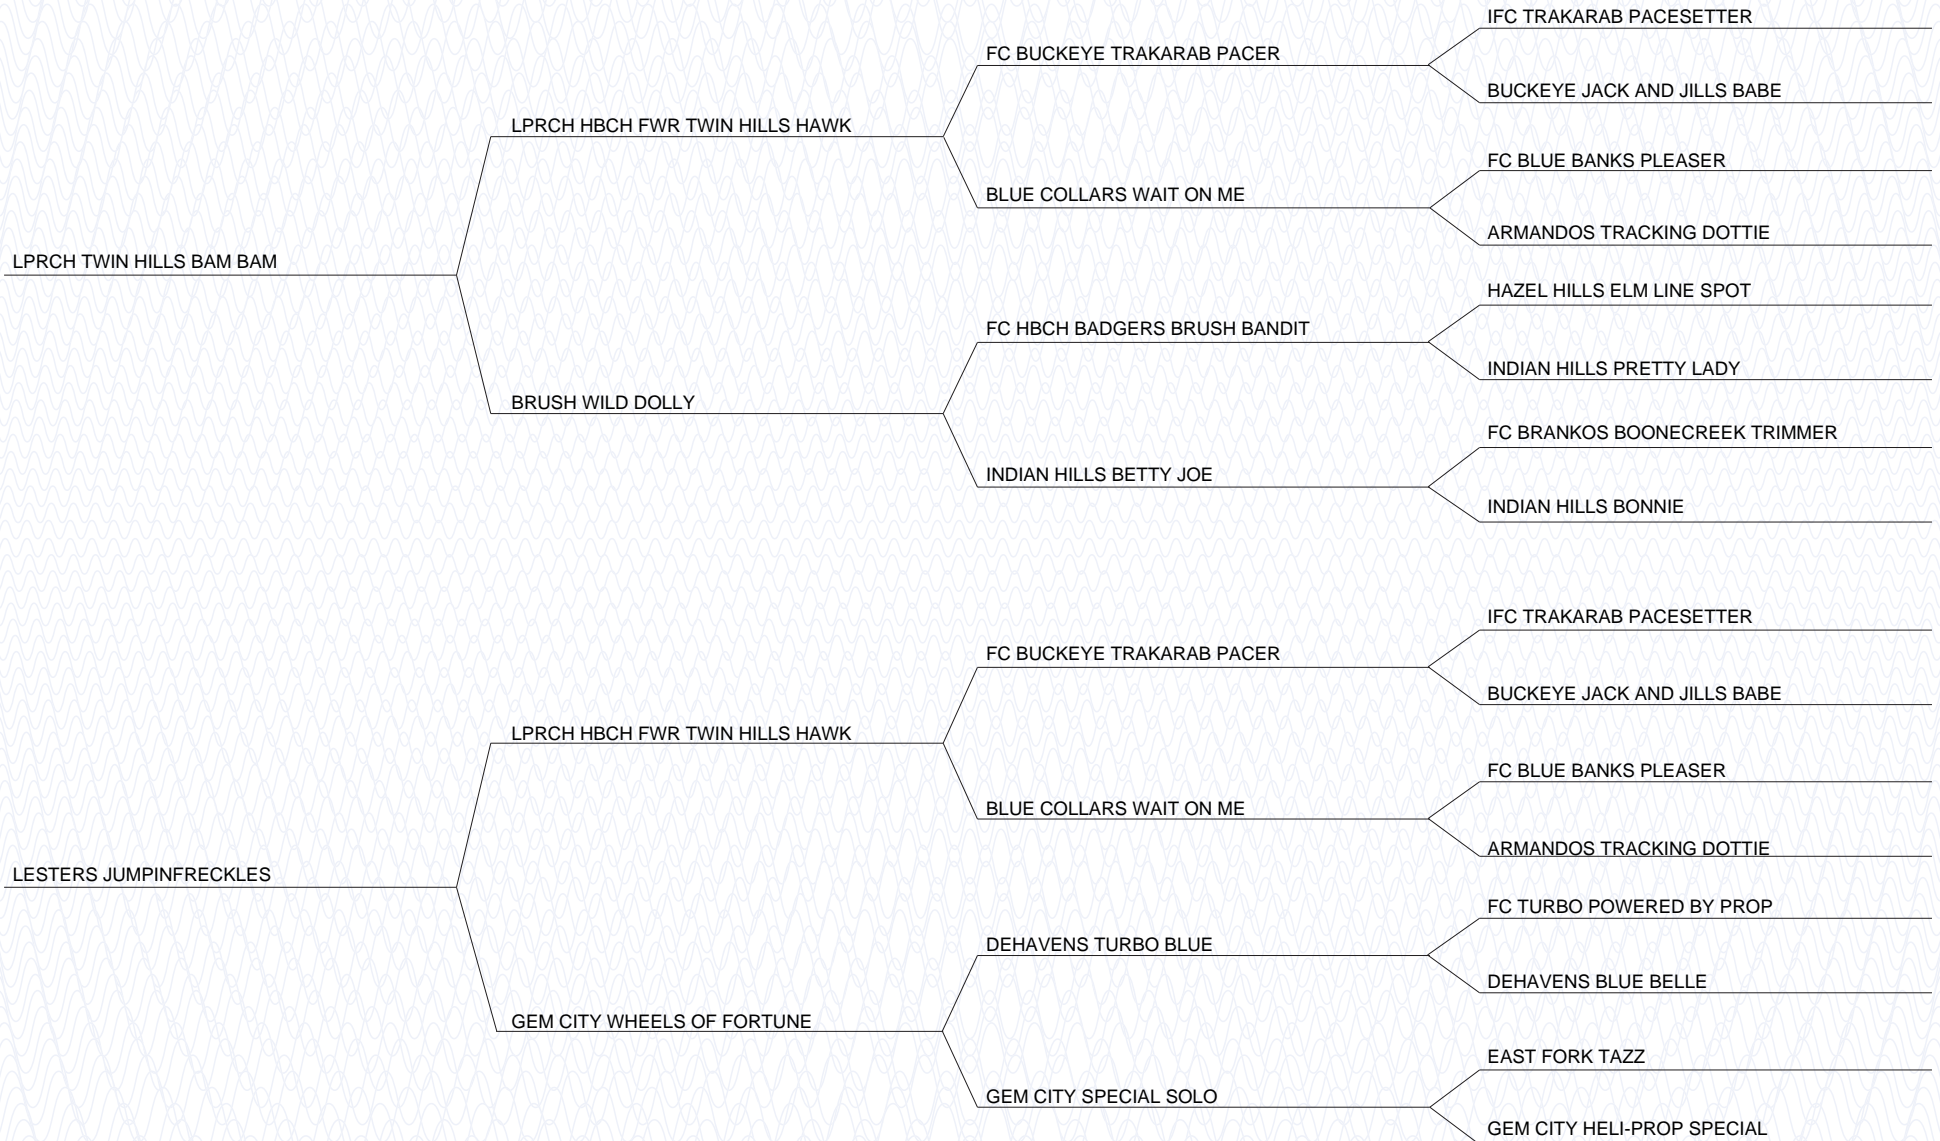 IFC TRAKARAB PACESETTER
FC BUCKEYE TRAKARAB PACER
BUCKEYE JACK AND JILLS BABE
LPRCH HBCH FWR TWIN HILLS HAWK
FC BLUE BANKS PLEASER
BLUE COLLARS WAIT ON ME
ARMANDOS TRACKING DOTTIE
LPRCH TWIN HILLS BAM BAM
HAZEL HILLS ELM LINE SPOT
FC HBCH BADGERS BRUSH BANDIT
INDIAN HILLS PRETTY LADY
BRUSH WILD DOLLY
FC BRANKOS BOONECREEK TRIMMER
INDIAN HILLS BETTY JOE
INDIAN HILLS BONNIE
IFC TRAKARAB PACESETTER
FC BUCKEYE TRAKARAB PACER
BUCKEYE JACK AND JILLS BABE
LPRCH HBCH FWR TWIN HILLS HAWK
FC BLUE BANKS PLEASER
BLUE COLLARS WAIT ON ME
ARMANDOS TRACKING DOTTIE
LESTERS JUMPINFRECKLES
FC TURBO POWERED BY PROP
DEHAVENS TURBO BLUE
DEHAVENS BLUE BELLE
GEM CITY WHEELS OF FORTUNE
EAST FORK TAZZ
GEM CITY SPECIAL SOLO
GEM CITY HELI-PROP SPECIAL